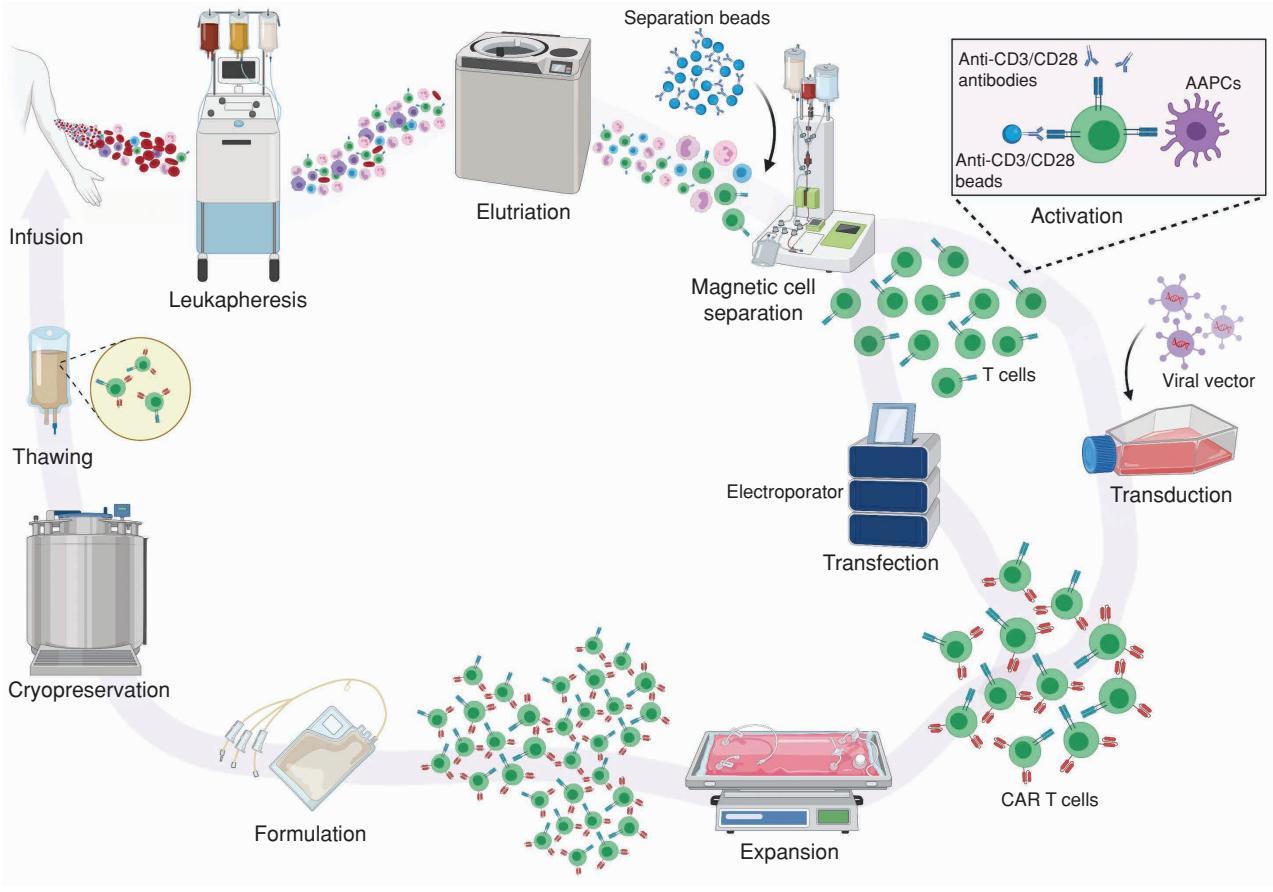 Separation beads
Anti-CD3/CD28
antibodies
AAPCs
Anti-CD3/CD28
beads
Activation
Elutriation
Infusion
Leukapheresis
Magnetic cell
separation
T cells
Viral vector
Thawing
Electroporator
Transduction
Transfection
Cryopreservation
CAR T cells
Formulation
Expansion